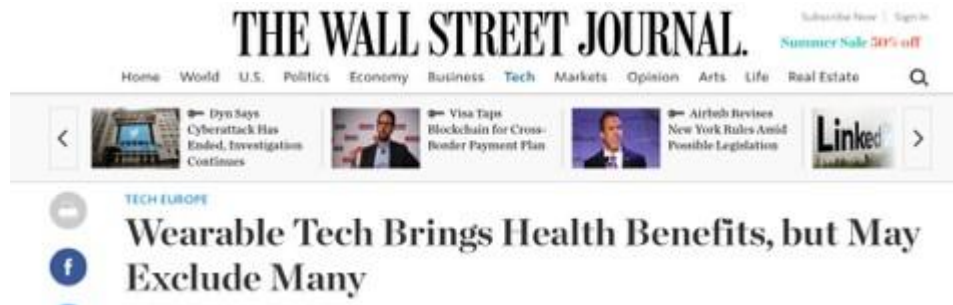 THE WALL STREET JOURNAL.
Subscribe Now | Sign In
Summer Sale 50% off
Home World U.S. Politics Economy Business Tech Markets Opinion Arts Life Real Estate
Dyn Says
Cyberattack Has
Ended, Investigation
Continues
Visa Taps
Blockchain for Cross-
Border Payment Plan
Airbnb Revises
New York Rules Amid
Possible Legislation
Linked
TECH EUROPE
Wearable Tech Brings Health Benefits, but May
Exclude Many
f